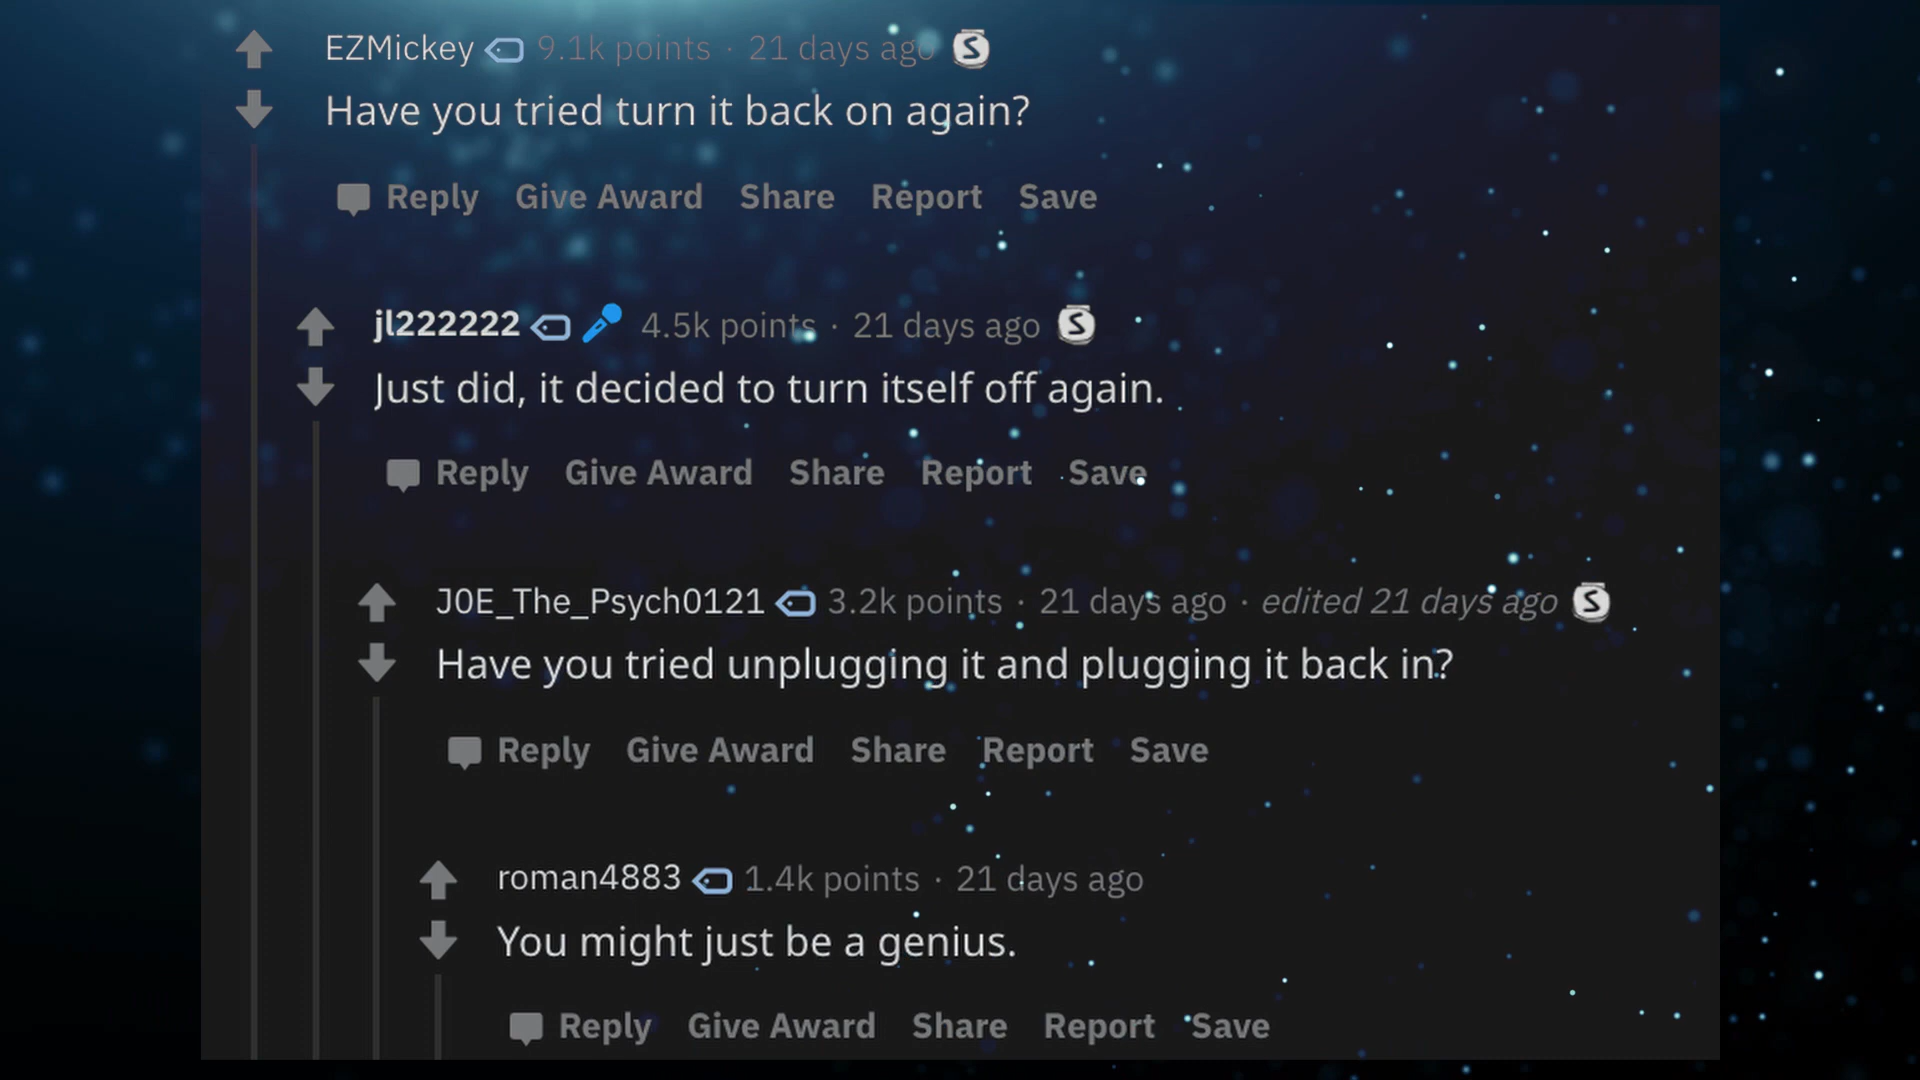 EZMickey 9.1k points · 21 days ago S
Have you tried turn it back on again?
Reply Give Award Share Report Save
jl222222 4.5k points · 21 days ago S
Just did, it decided to turn itself off again.
Reply Give Award Share Report Save
J0E_The_Psych0121 3.2k points · 21 days ago · edited 21 days ago S
Have you tried unplugging it and plugging it back in?
Reply Give Award Share Report Save
roman4883 1.4k points · 21 days ago
You might just be a genius.
Reply Give Award Share Report Save